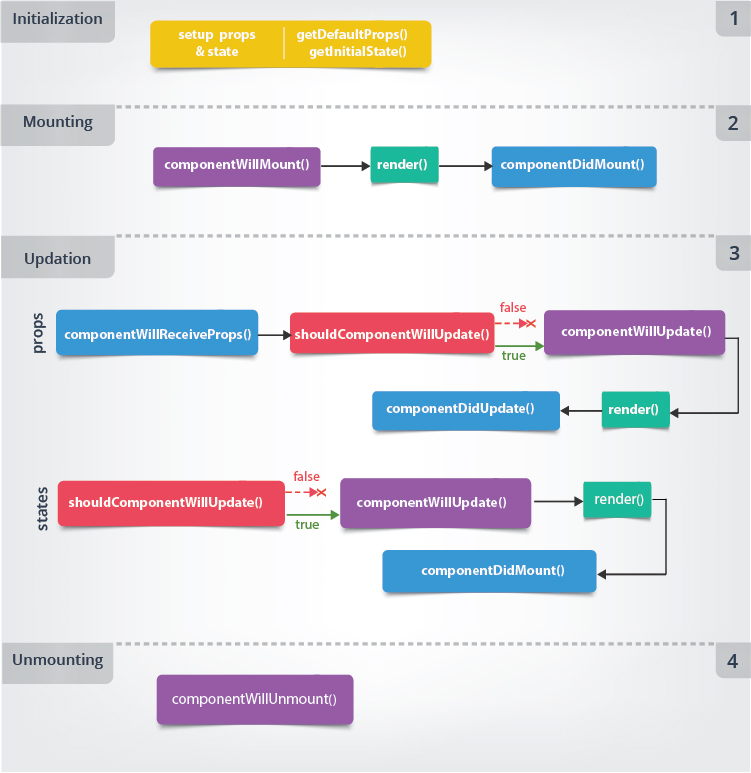 Initialization
1
setup props
& state
getDefaultProps()
getInitialState()
Mounting
2
componentWillMount()
render()
componentDidMount()
Updation
3
props
componentWillReceiveProps()
shouldComponentWillUpdate()
false
true
componentWillUpdate()
componentDidUpdate()
render()
states
shouldComponentWillUpdate()
false
true
componentWillUpdate()
render()
componentDidMount()
Unmounting
4
componentWillUnmount()